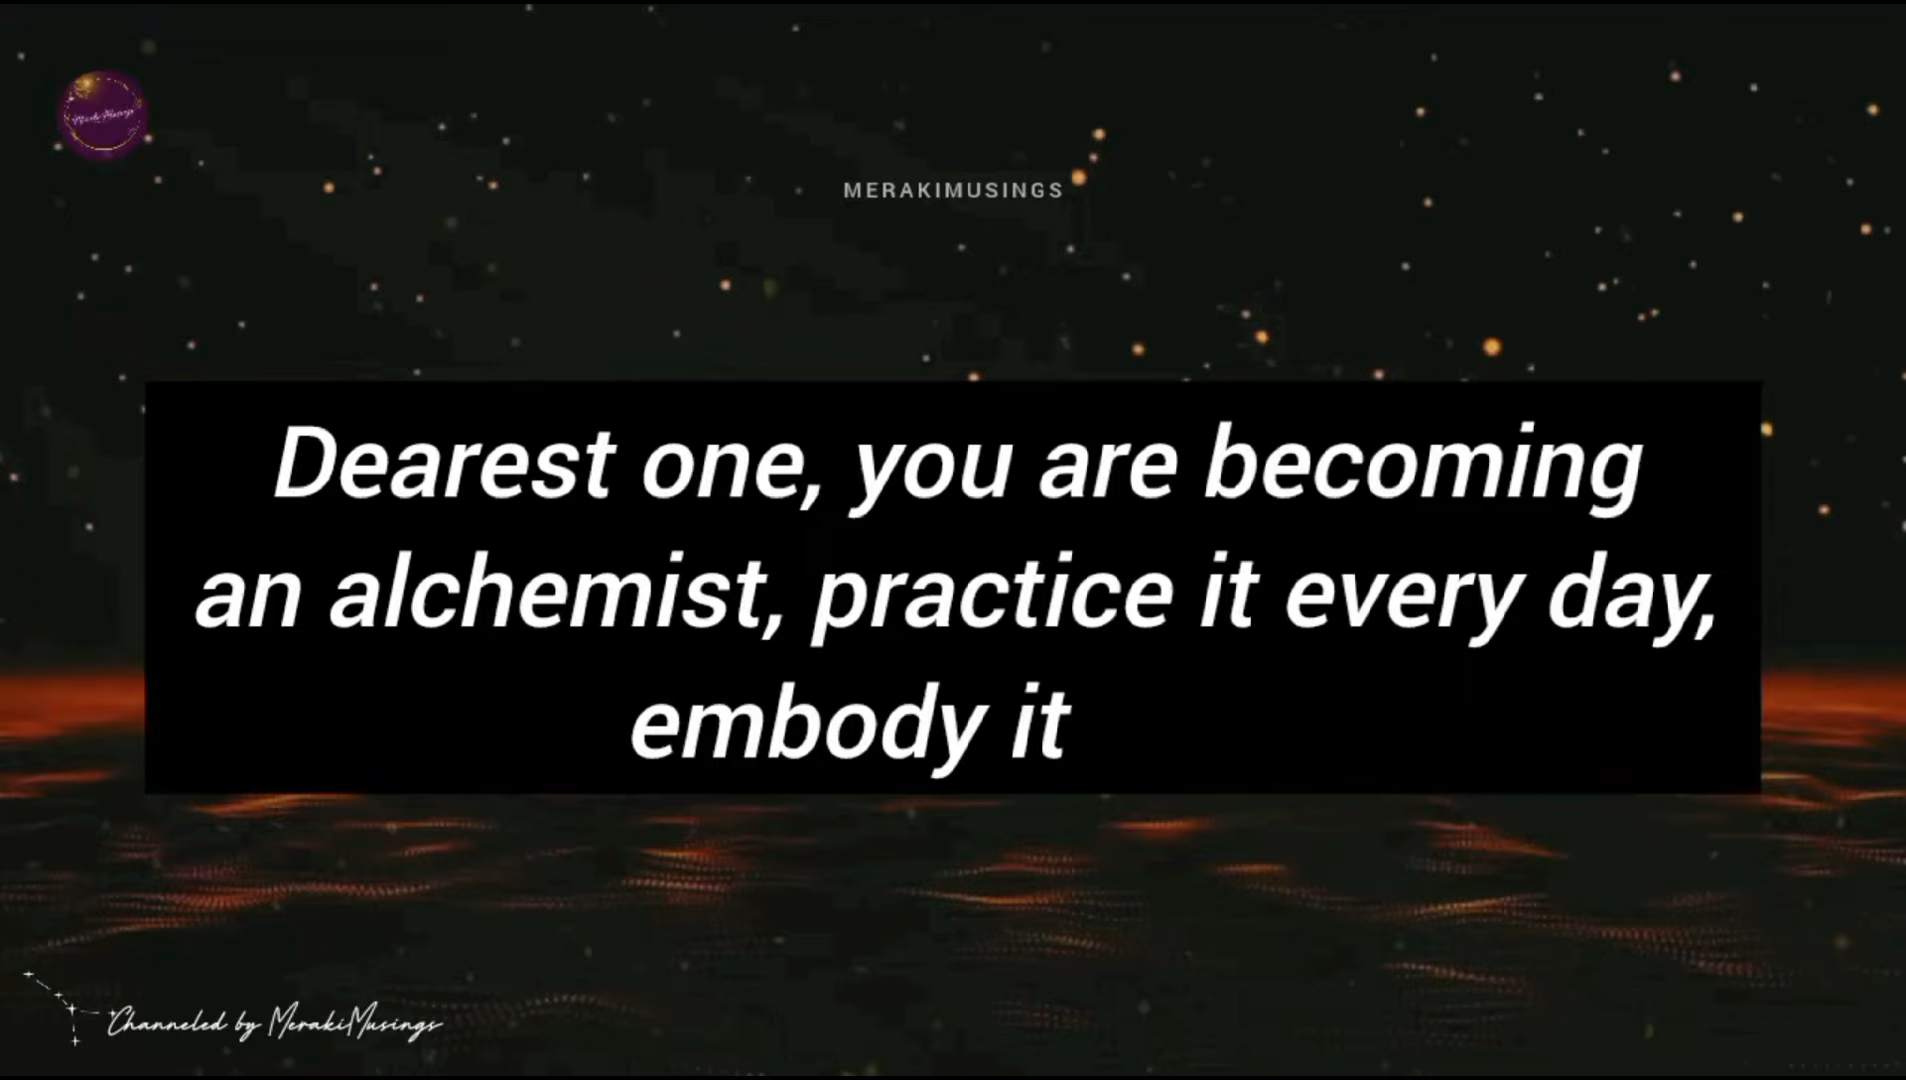 MERAKIMUSINGS
Dearest one, you are becoming
an alchemist, practice it every day,
embody it
Channeled by MerakiMusings